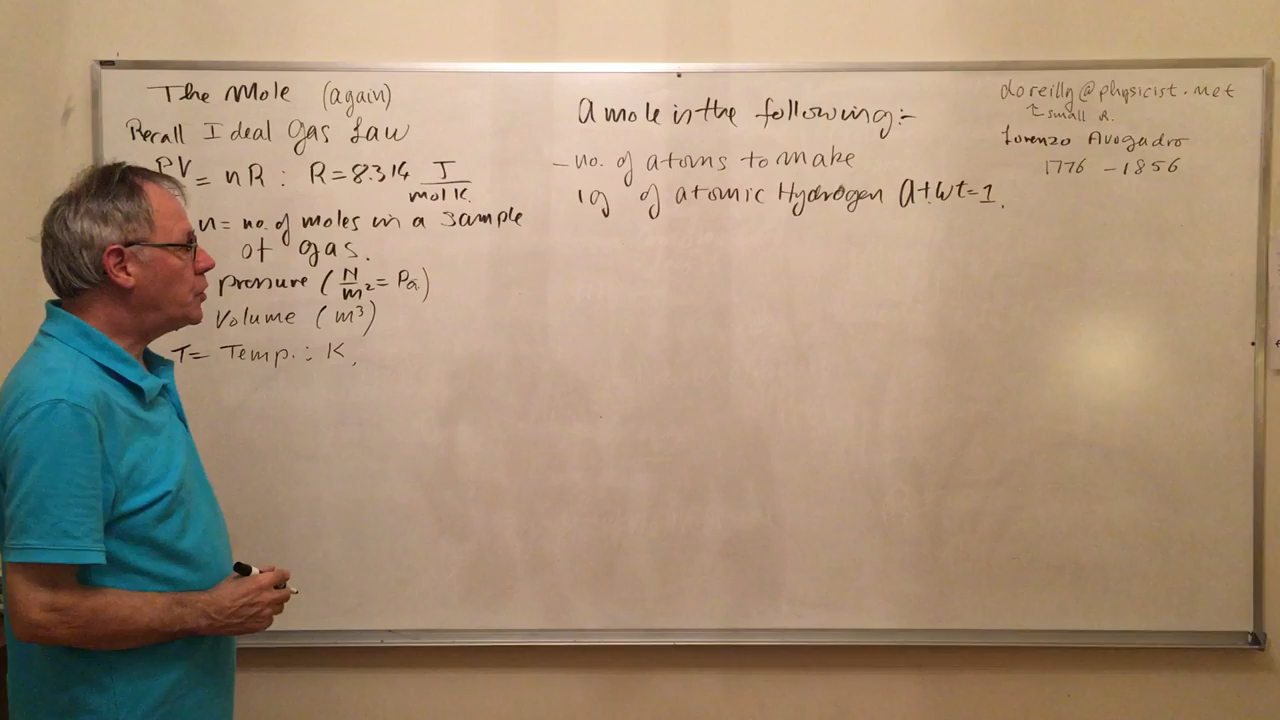 The Mole (again)
Recall Ideal Gas Law
PV
= nR : R = 8.314 J
mol K.
n = no. of moles in a sample
of gas.
pressure ( N/m² = Pa. )
Volume ( m³ )
T = Temp. : K.
A mole is the following :-
- no. of atoms to make
1g of atomic Hydrogen At. Wt = 1.
doreilly@physicist.net
↑ small R.
Lorenzo Avogadro
1776 - 1856